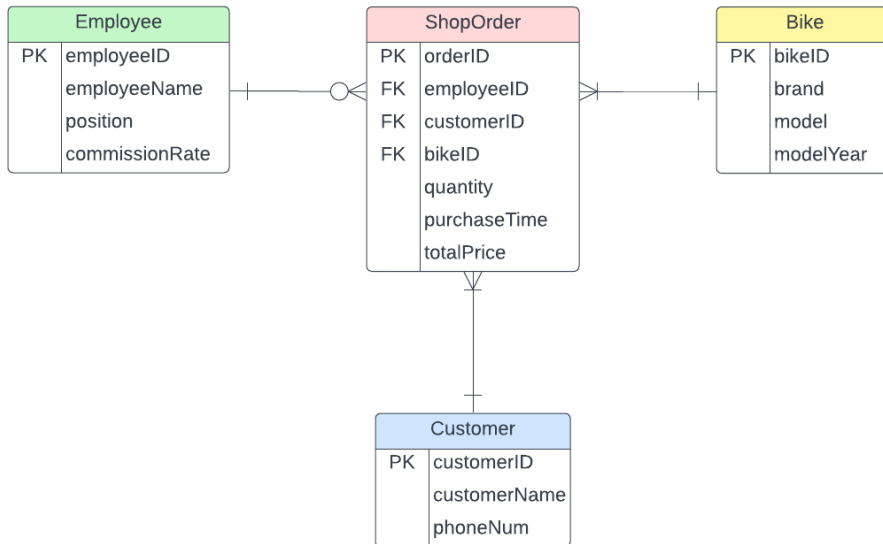 Employee
PK employeeID
employeeName
position
commissionRate
ShopOrder
PK orderID
FK employeeID
FK customerID
FK bikeID
quantity
purchaseTime
totalPrice
Bike
PK bikeID
brand
model
modelYear
Customer
PK customerID
customerName
phoneNum